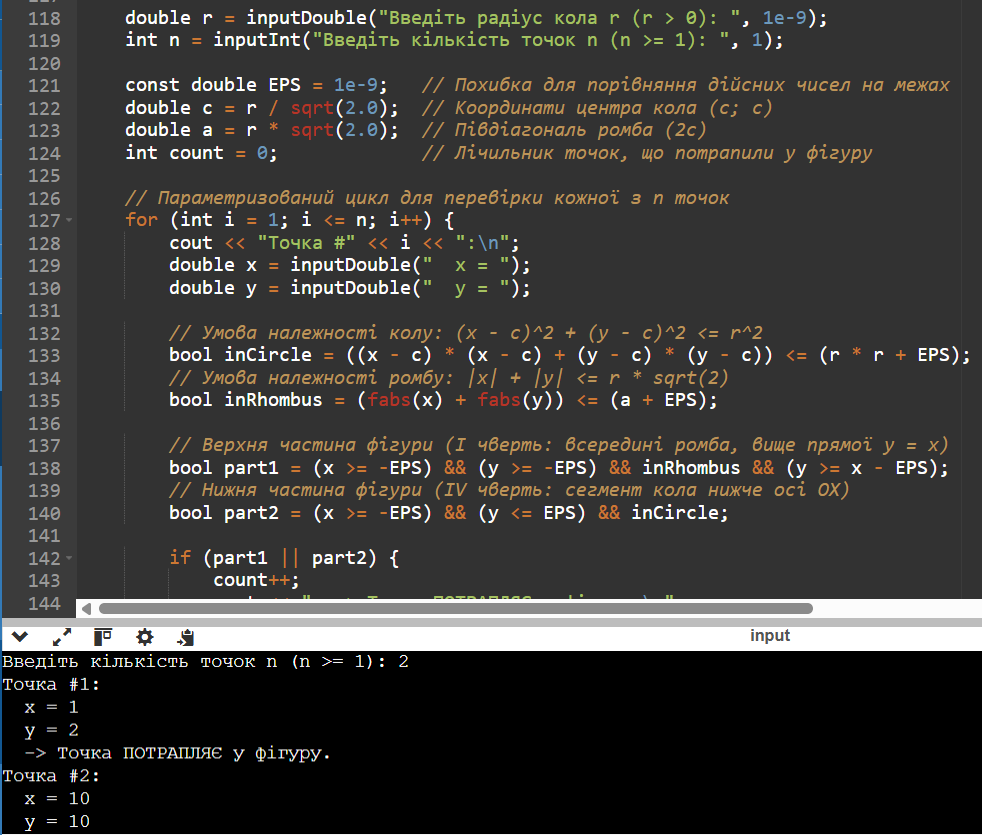 118 double r = inputDouble("Введіть радіус кола r (r > 0): ", 1e-9);
119 int n = inputInt("Введіть кількість точок n (n >= 1): ", 1);
120
121 const double EPS = 1e-9;   // Похибка для порівняння дійсних чисел на межах
122 double c = r / sqrt(2.0);  // Координати центра кола (c; c)
123 double a = r * sqrt(2.0);  // Півдіагональ ромба (2c)
124 int count = 0;             // Лічильник точок, що потрапили у фігуру
125
126 // Параметризований цикл для перевірки кожної з n точок
127 for (int i = 1; i <= n; i++) {
128     cout << "Точка #" << i << ":\n";
129     double x = inputDouble("  x = ");
130     double y = inputDouble("  y = ");
131
132     // Умова належності колу: (x - c)^2 + (y - c)^2 <= r^2
133     bool inCircle = ((x - c) * (x - c) + (y - c) * (y - c)) <= (r * r + EPS);
134     // Умова належності ромбу: |x| + |y| <= r * sqrt(2)
135     bool inRhombus = (fabs(x) + fabs(y)) <= (a + EPS);
136
137     // Верхня частина фігури (I чверть: всередині ромба, вище прямої y = x)
138     bool part1 = (x >= -EPS) && (y >= -EPS) && inRhombus && (y >= x - EPS);
139     // Нижня частина фігури (IV чверть: сегмент кола нижче осі OX)
140     bool part2 = (x >= -EPS) && (y <= EPS) && inCircle;
141
142     if (part1 || part2) {
143         count++;
144
input
Введіть кількість точок n (n >= 1): 2
Точка #1:
  x = 1
  y = 2
  -> Точка ПОТРАПЛЯЄ у фігуру.
Точка #2:
  x = 10
  y = 10